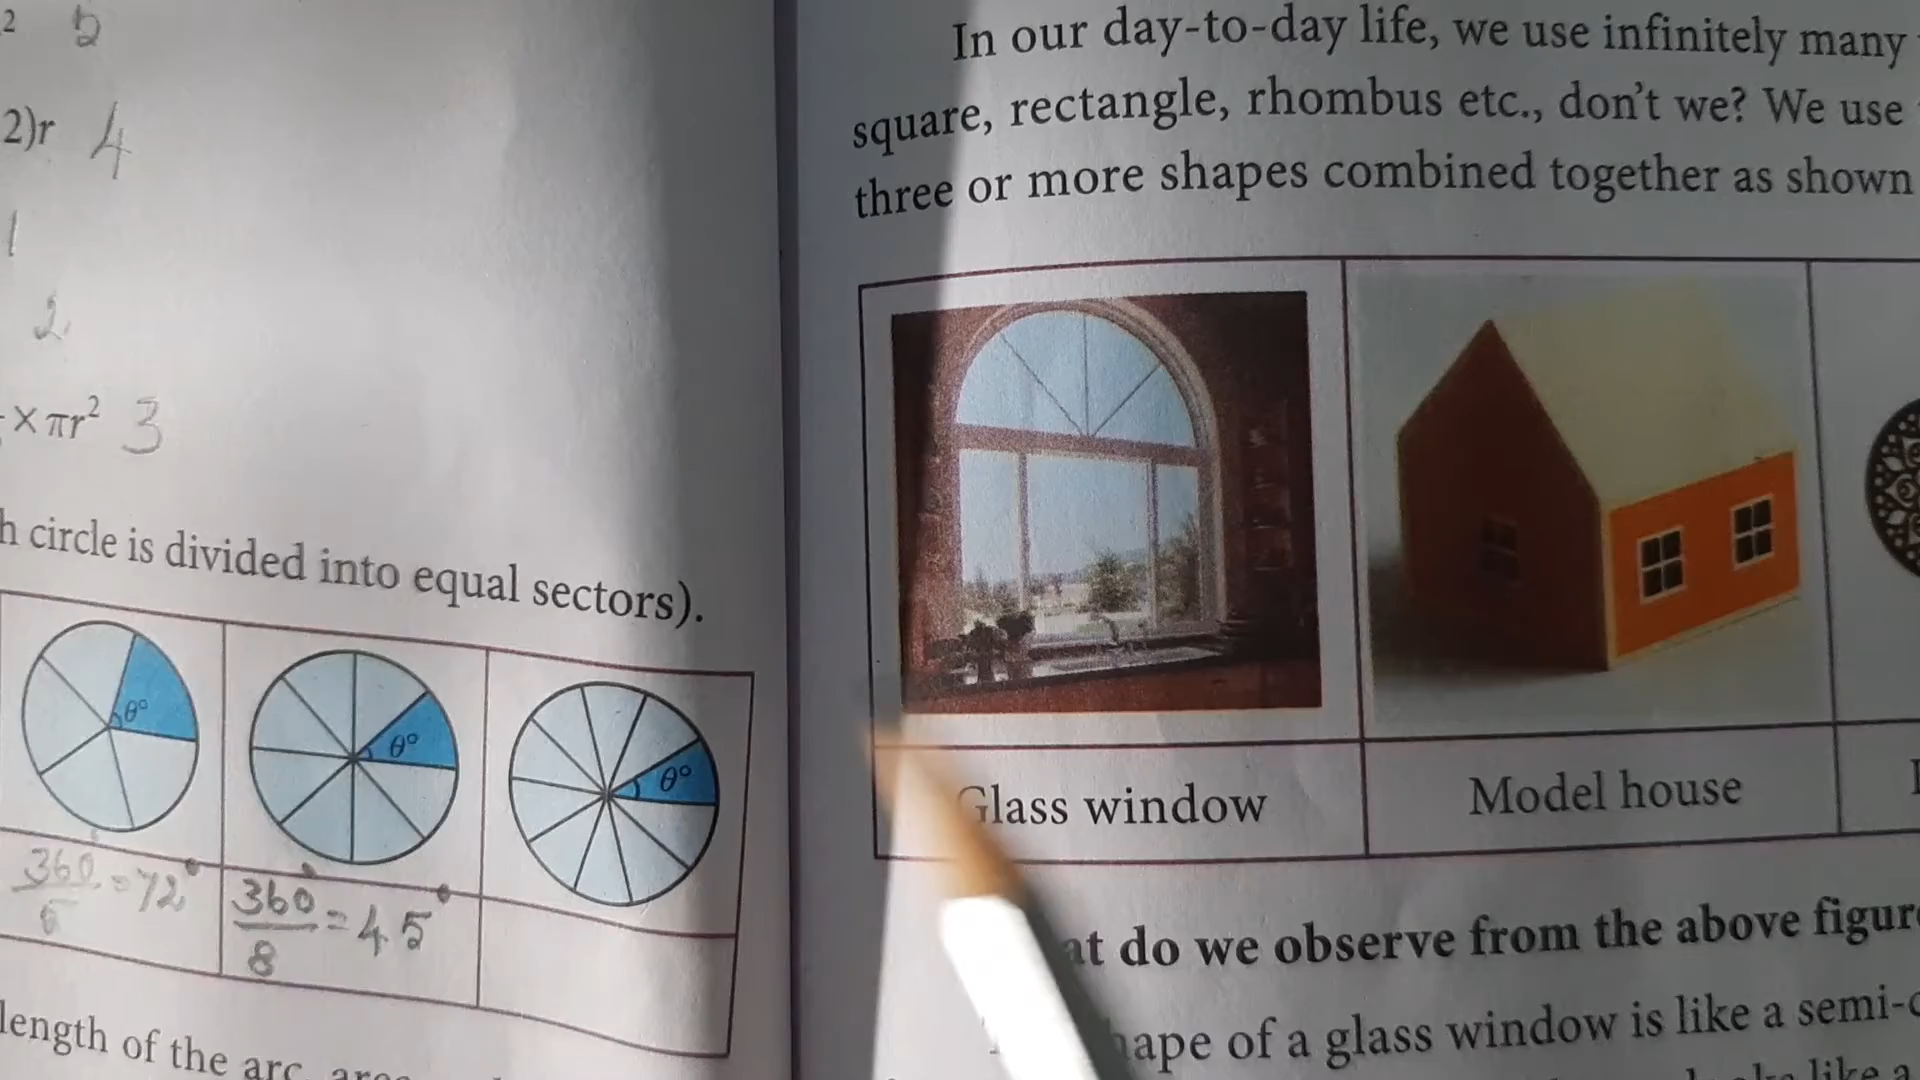 2 5
2)r 4
1
2
× πr² 3
h circle is divided into equal sectors).
θ° θ° θ°
360/5 = 72° 360/8 = 45°
length of the arc,
In our day-to-day life, we use infinitely many
square, rectangle, rhombus etc., don't we? We use
three or more shapes combined together as shown
Glass window Model house
at do we observe from the above figur
hape of a glass window is like a semi-c
like a